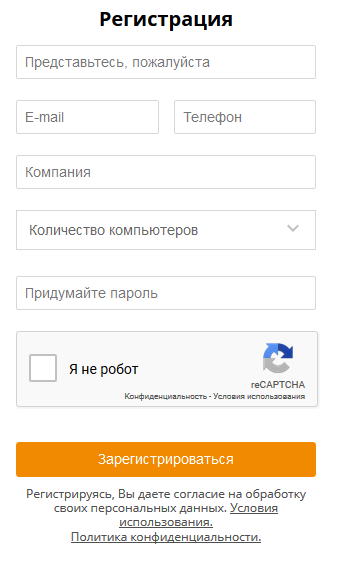 Регистрация
Представьтесь, пожалуйста
E-mail
Телефон
Компания
Количество компьютеров
Придумайте пароль
Я не робот
reCAPTCHA
Конфиденциальность - Условия использования
Зарегистрироваться
Регистрируясь, Вы даете согласие на обработку
своих персональных данных. Условия
использования.
Политика конфиденциальности.